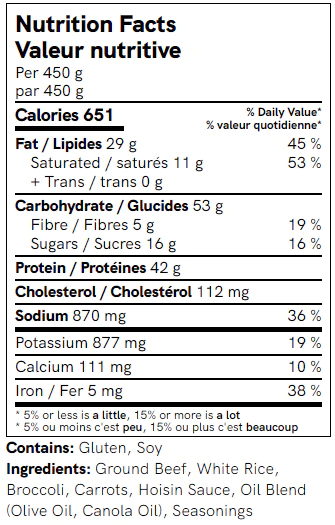 Nutrition Facts
Valeur nutritive
Per 450 g
par 450 g
Calories 651
% Daily Value*
% valeur quotidienne*
Fat / Lipides 29 g 45 %
Saturated / saturés 11 g 53 %
+ Trans / trans 0 g
Carbohydrate / Glucides 53 g
Fibre / Fibres 5 g 19 %
Sugars / Sucres 16 g 16 %
Protein / Protéines 42 g
Cholesterol / Cholestérol 112 mg
Sodium 870 mg 36 %
Potassium 877 mg 19 %
Calcium 111 mg 10 %
Iron / Fer 5 mg 38 %
* 5% or less is a little, 15% or more is a lot
* 5% ou moins c'est peu, 15% ou plus c'est beaucoup
Contains: Gluten, Soy
Ingredients: Ground Beef, White Rice,
Broccoli, Carrots, Hoisin Sauce, Oil Blend
(Olive Oil, Canola Oil), Seasonings